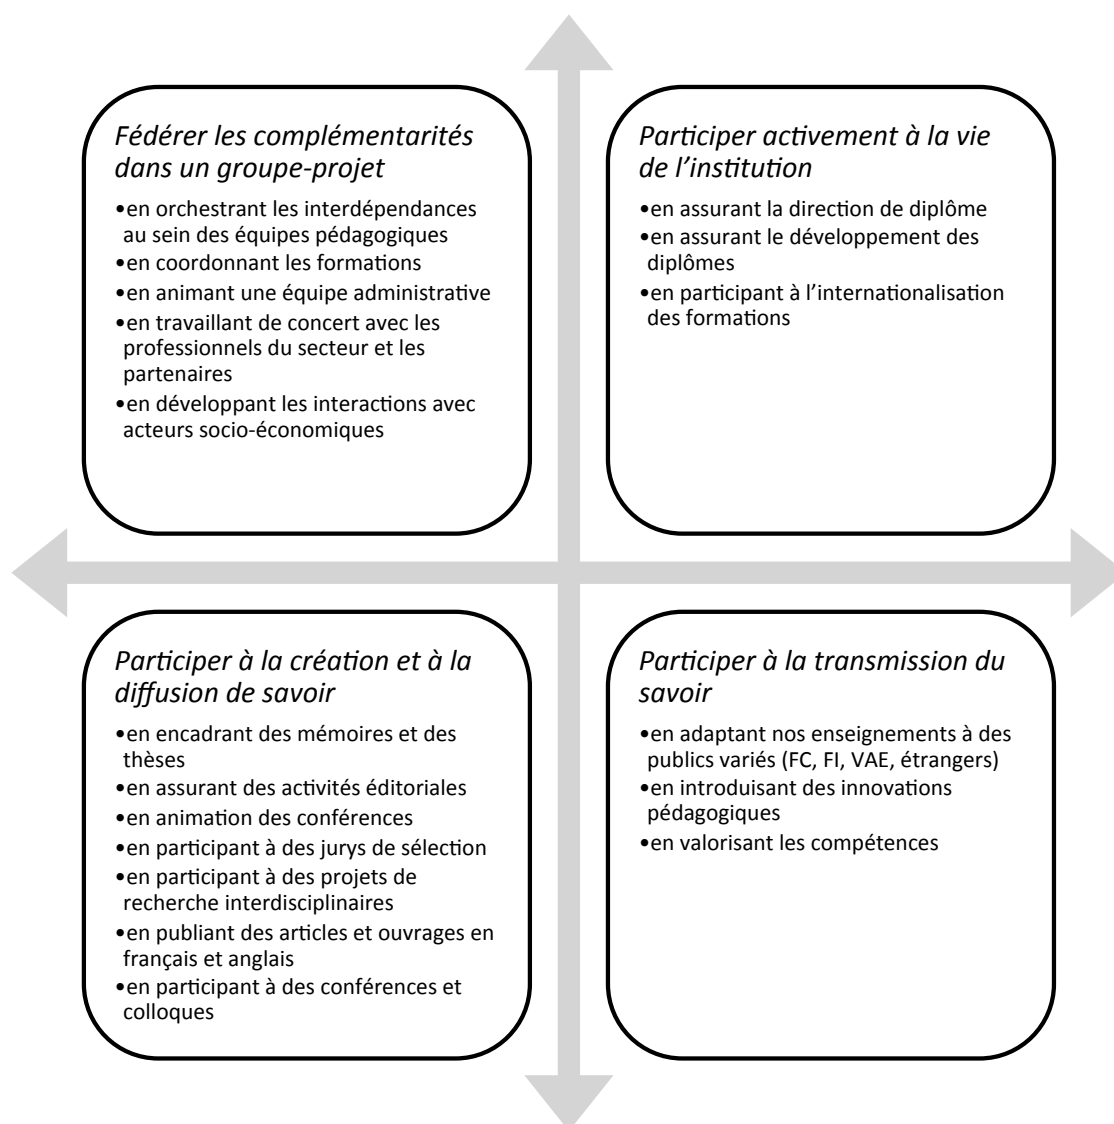 Fédérer les complémentarités
dans un groupe-projet
•en orchestrant les interdépendances
au sein des équipes pédagogiques
•en coordonnant les formations
•en animant une équipe administrative
•en travaillant de concert avec les
professionnels du secteur et les
partenaires
•en développant les interactions avec
acteurs socio-économiques
Participer activement à la vie
de l’institution
•en assurant la direction de diplôme
•en assurant le développement des
diplômes
•en participant à l’internationalisation
des formations
Participer à la création et à la
diffusion de savoir
•en encadrant des mémoires et des
thèses
•en assurant des activités éditoriales
•en animation des conférences
•en participant à des jurys de sélection
•en participant à des projets de
recherche interdisciplinaires
•en publiant des articles et ouvrages en
français et anglais
•en participant à des conférences et
colloques
Participer à la transmission du
savoir
•en adaptant nos enseignements à des
publics variés (FC, FI, VAE, étrangers)
•en introduisant des innovations
pédagogiques
•en valorisant les compétences